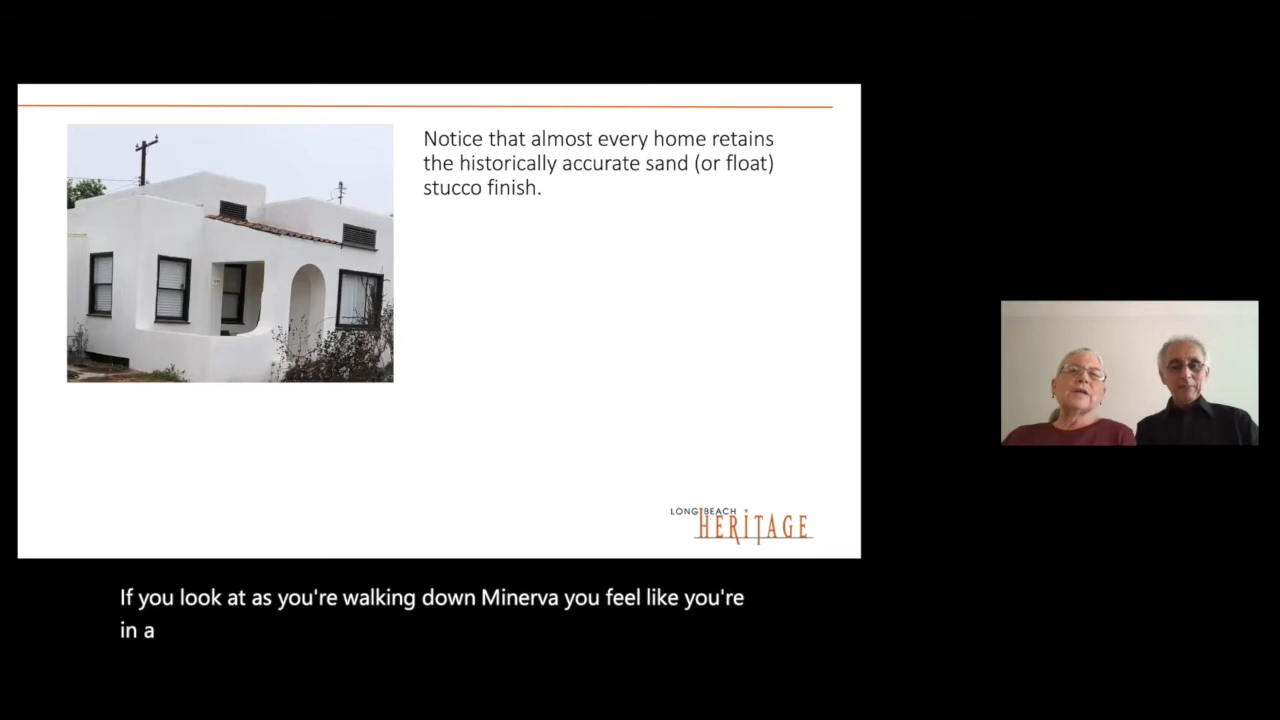 Notice that almost every home retains
the historically accurate sand (or float)
stucco finish.
LONG BEACH
HERITAGE
If you look at as you're walking down Minerva you feel like you're
in a